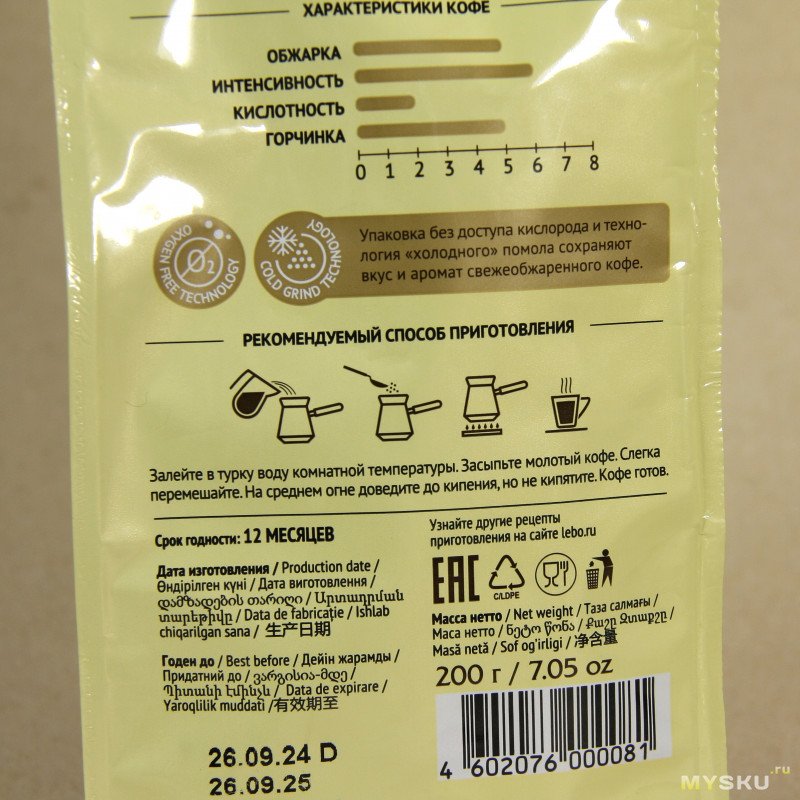 ХАРАКТЕРИСТИКИ КОФЕ
ОБЖАРКА
ИНТЕНСИВНОСТЬ
КИСЛОТНОСТЬ
ГОРЧИНКА
0 1 2 3 4 5 6 7 8
OXYGEN FREE TECHNOLOGY
O2
COLD GRIND TECHNOLOGY
Упаковка без доступа кислорода и техно-
логия «холодного» помола сохраняют
вкус и аромат свежеобжаренного кофе.
РЕКОМЕНДУЕМЫЙ СПОСОБ ПРИГОТОВЛЕНИЯ
Залейте в турку воду комнатной температуры. Засыпьте молотый кофе. Слегка
перемешайте. На среднем огне доведите до кипения, но не кипятите. Кофе готов.
Срок годности: 12 МЕСЯЦЕВ
Дата изготовления / Production date /
Өндірілген күні / Дата виготовлення /
დამზადების თარიღი / Արտադրման
տարեթիվը / Data de fabricație / Ishlab
chiqarilgan sana / 生产日期
Годен до / Best before / Дейін жарамды /
Придатний до / ვარგისია-მდე /
Պիտանի է մինչև / Data de expirare /
Yaroqlilik muddati / 有效期至
26.09.24 D
26.09.25
Узнайте другие рецепты
приготовления на сайте lebo.ru
EAC
C/LDPE
Масса нетто / Net weight / Таза салмағы /
Маса нетто / ნეტო წონა / Քաշը Զտաքշը /
Masă netă / Sof og'irligi / 净含量
200 г / 7.05 oz
4 602076 000081
MYSKU.ru